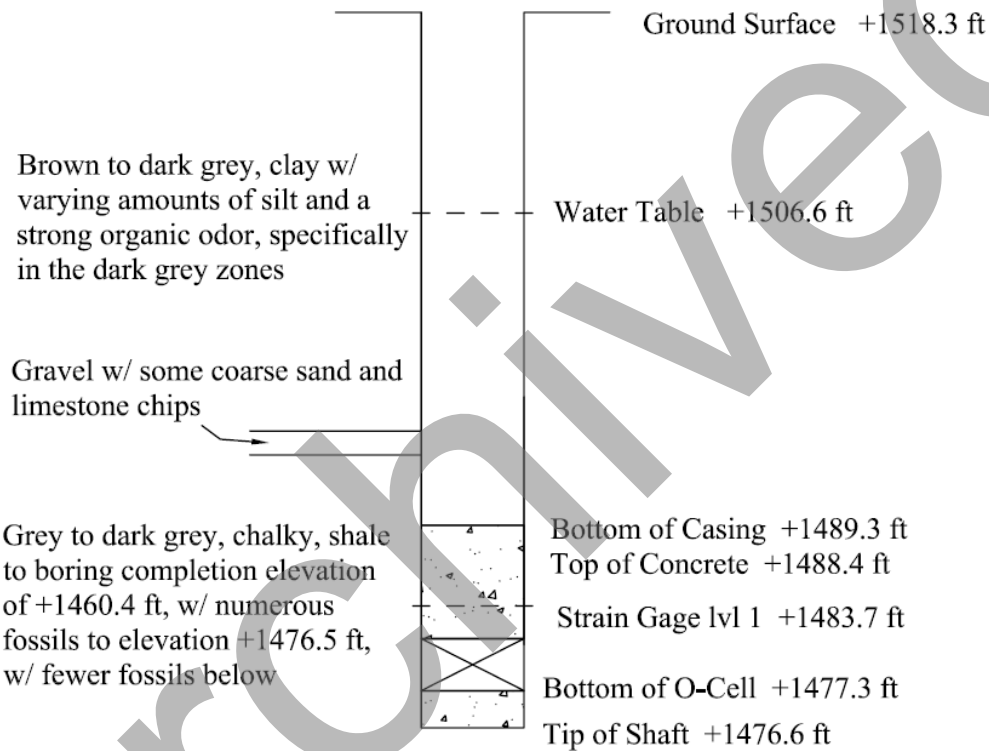 Ground Surface +1518.3 ft
Brown to dark grey, clay w/
varying amounts of silt and a
strong organic odor, specifically
in the dark grey zones
Water Table +1506.6 ft
Gravel w/ some coarse sand and
limestone chips
Grey to dark grey, chalky, shale
to boring completion elevation
of +1460.4 ft, w/ numerous
fossils to elevation +1476.5 ft,
w/ fewer fossils below
Bottom of Casing +1489.3 ft
Top of Concrete +1488.4 ft
Strain Gage lvl 1 +1483.7 ft
Bottom of O-Cell +1477.3 ft
Tip of Shaft +1476.6 ft
rchive